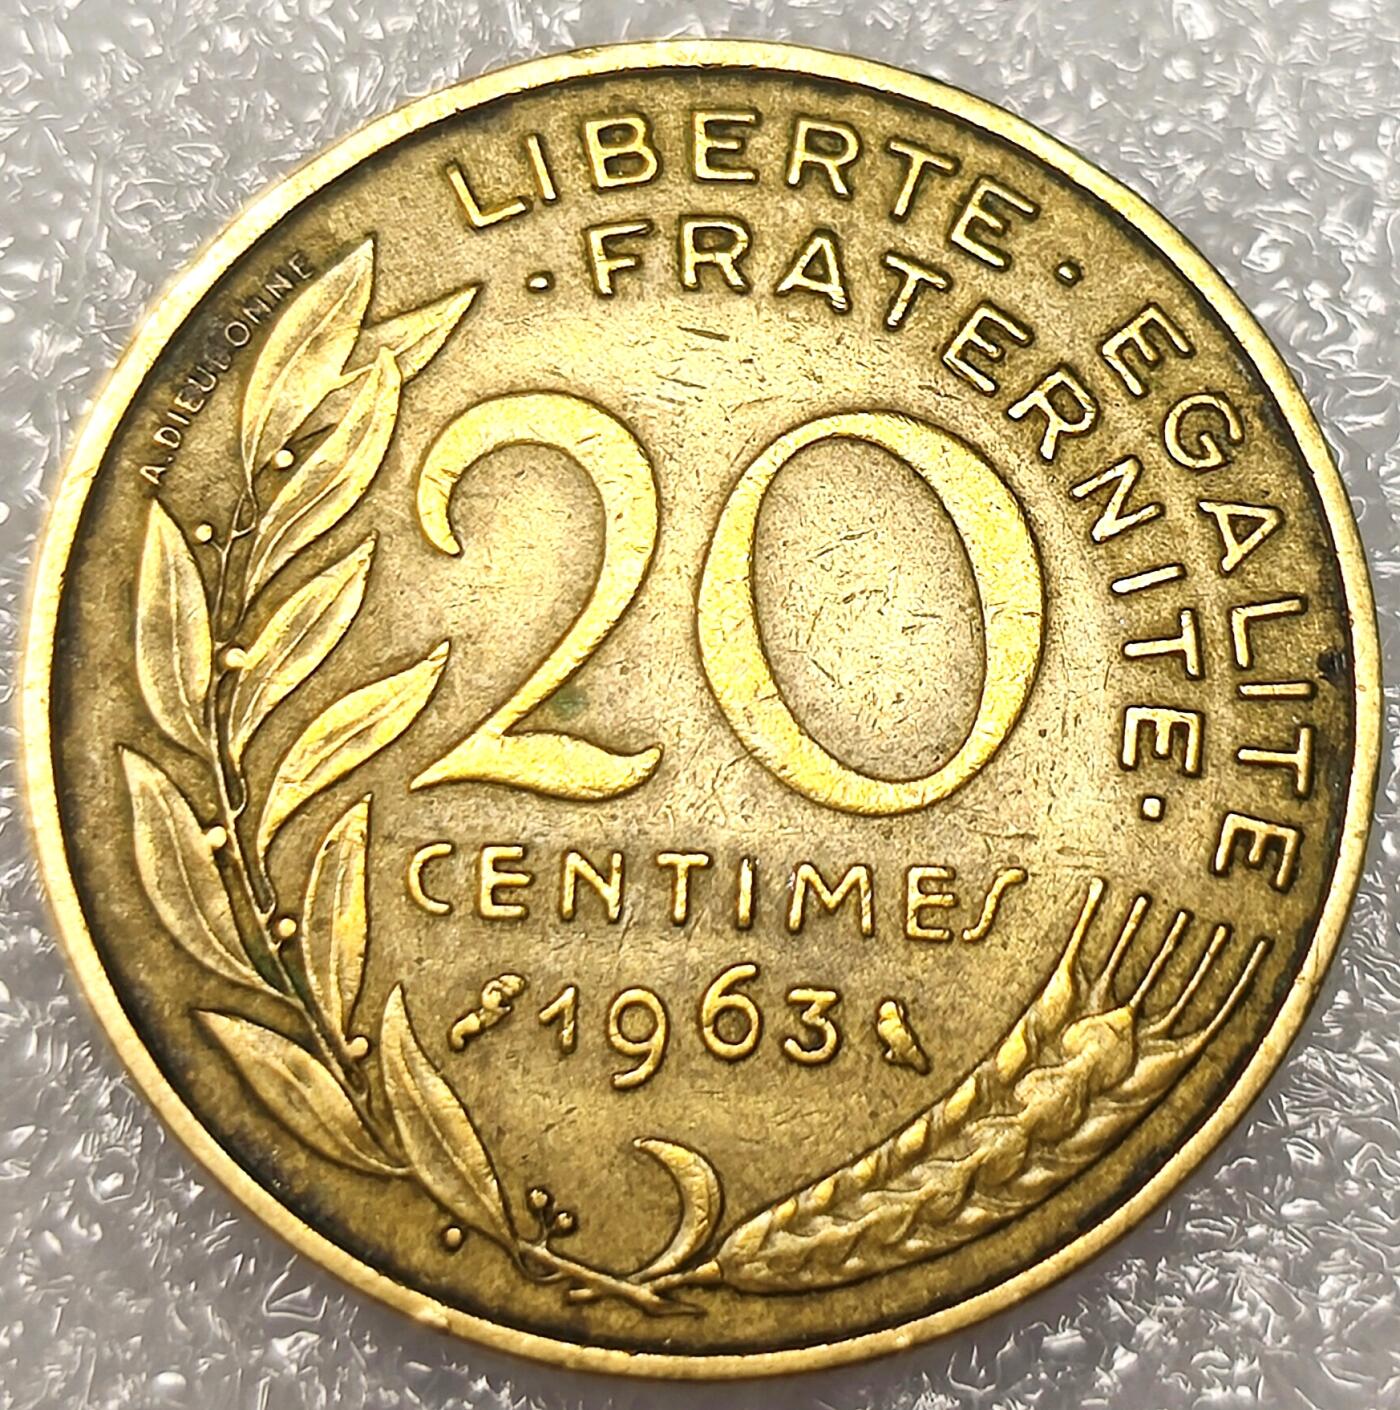 LIBERTE · EGALITE
· FRATERNITE ·
A.DIEUDONNE
20
CENTIMES
1963